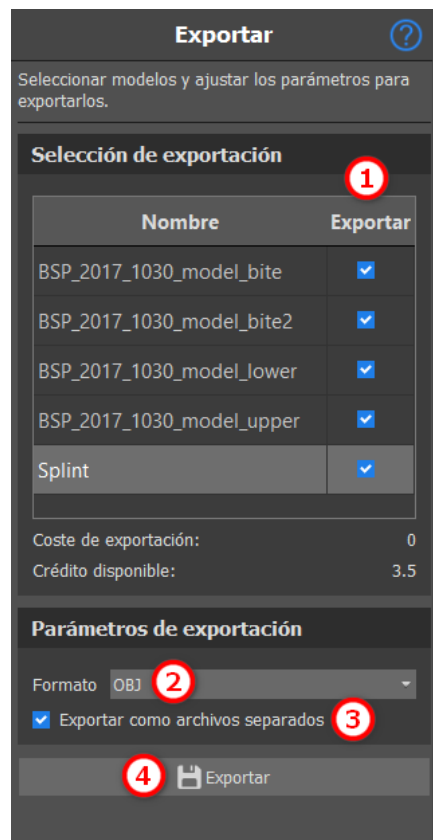 Exportar ?
Seleccionar modelos y ajustar los parámetros para
exportarlos.
Selección de exportación
1
Nombre Exportar
BSP_2017_1030_model_bite
BSP_2017_1030_model_bite2
BSP_2017_1030_model_lower
BSP_2017_1030_model_upper
Splint
Coste de exportación: 0
Crédito disponible: 3.5
Parámetros de exportación
Formato OBJ 2
Exportar como archivos separados 3
4 Exportar